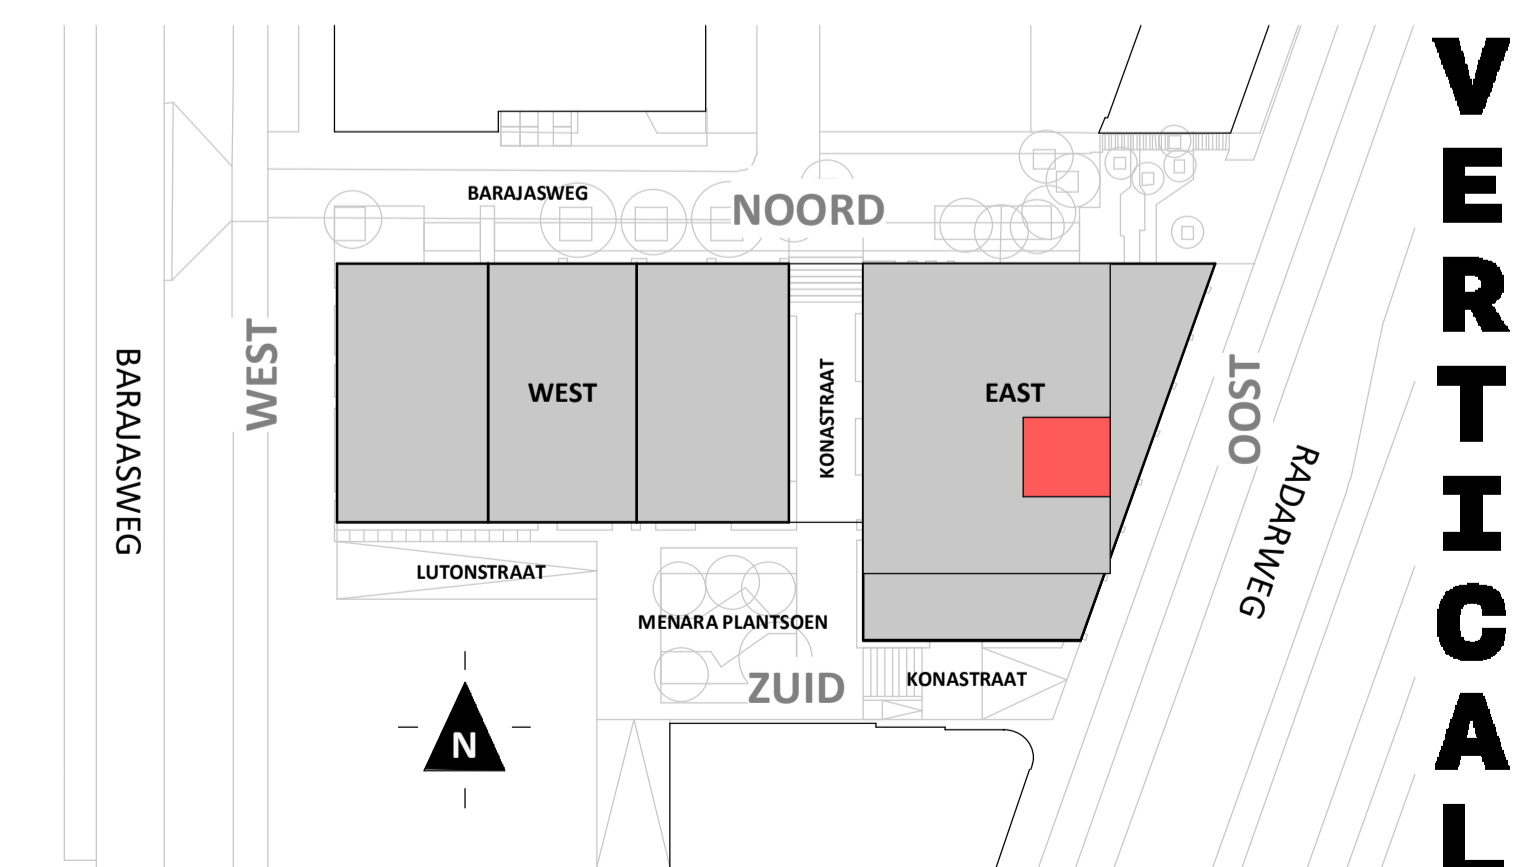 BARAJASWEG
NOORD
WEST
BARAJASWEG
WEST
KONASTRAAT
EAST
OOST
RADARWEG
LUTONSTRAAT
MENARA PLANTSOEN
ZUID
KONASTRAAT
N
VERTICAL